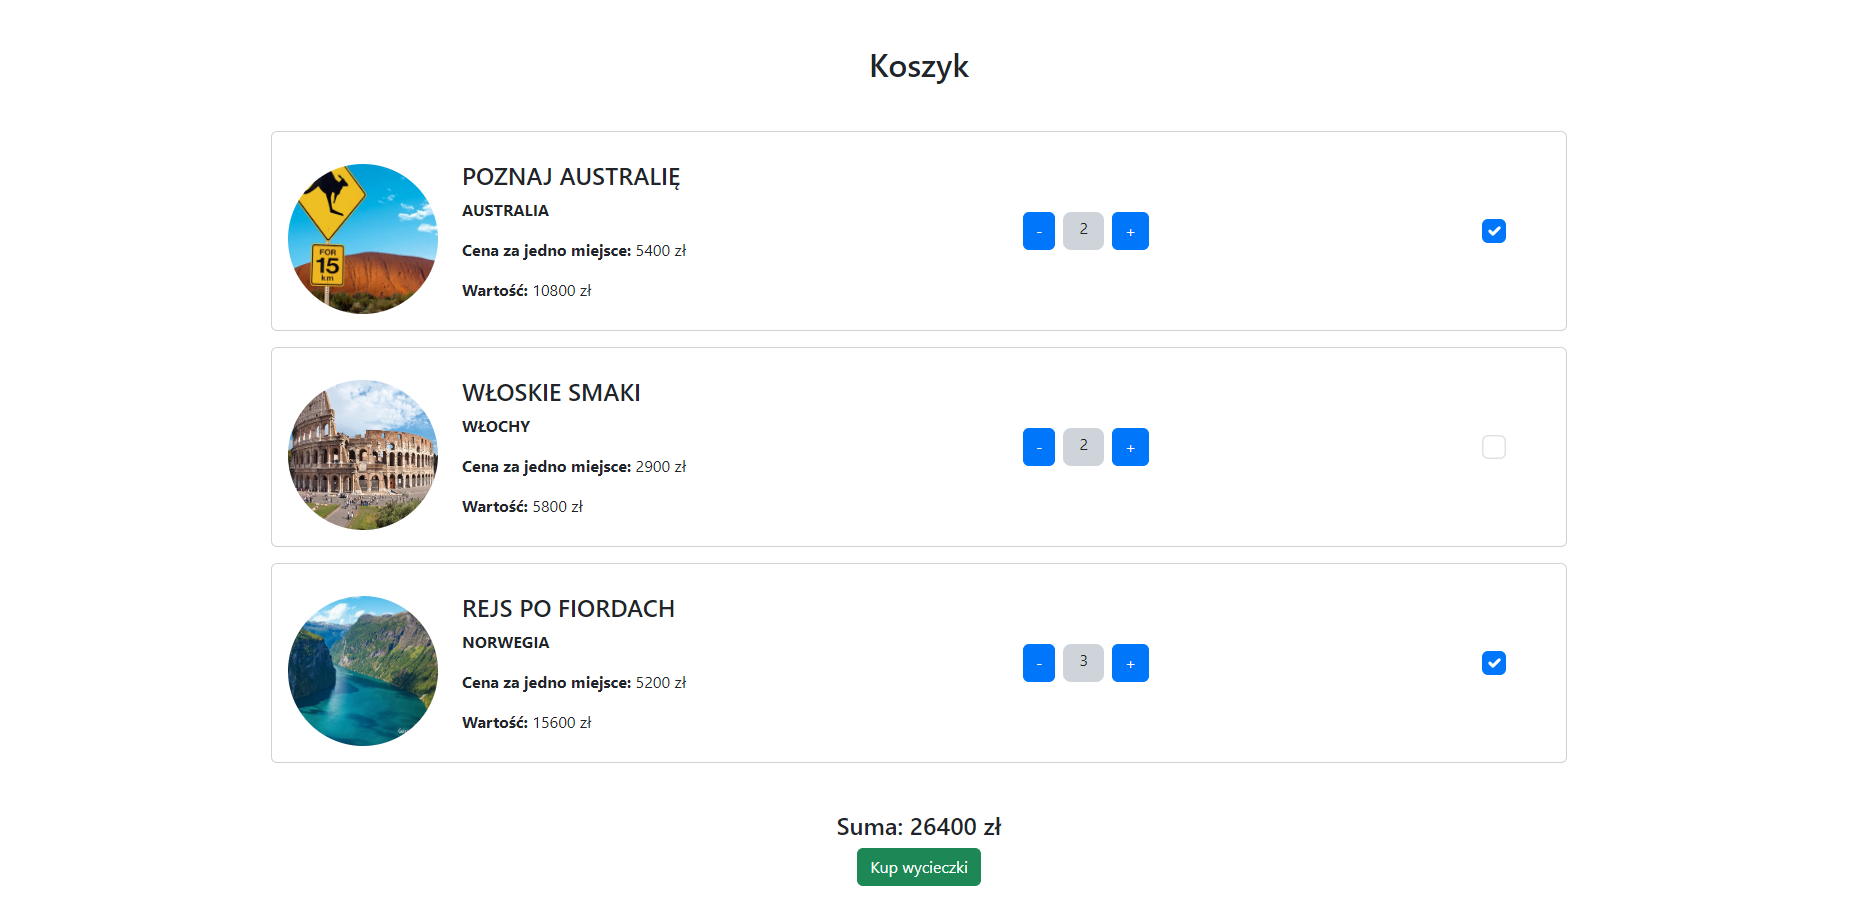 Koszyk
POZNAJ AUSTRALIĘ
AUSTRALIA
Cena za jedno miejsce: 5400 zł
Wartość: 10800 zł
- 2 +
FOR
15
km
WŁOSKIE SMAKI
WŁOCHY
Cena za jedno miejsce: 2900 zł
Wartość: 5800 zł
- 2 +
REJS PO FIORDACH
NORWEGIA
Cena za jedno miejsce: 5200 zł
Wartość: 15600 zł
- 3 +
Suma: 26400 zł
Kup wycieczki